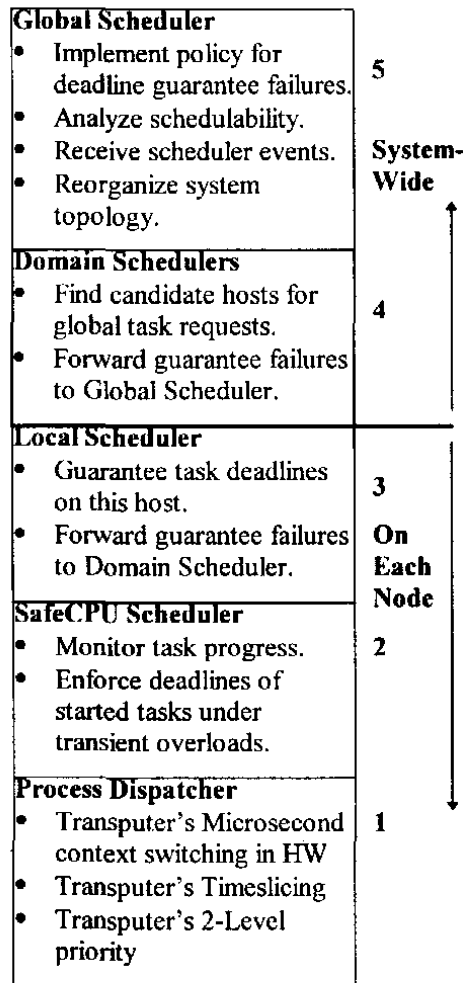 Global Scheduler
• Implement policy for
deadline guarantee failures.
• Analyze schedulability.
• Receive scheduler events.
• Reorganize system
topology.
5
System-
Wide
Domain Schedulers
• Find candidate hosts for
global task requests.
• Forward guarantee failures
to Global Scheduler.
4
Local Scheduler
• Guarantee task deadlines
on this host.
• Forward guarantee failures
to Domain Scheduler.
3
On
Each
Node
SafeCPU Scheduler
• Monitor task progress.
• Enforce deadlines of
started tasks under
transient overloads.
2
Process Dispatcher
• Transputer's Microsecond
context switching in HW
• Transputer's Timeslicing
• Transputer's 2-Level
priority
1